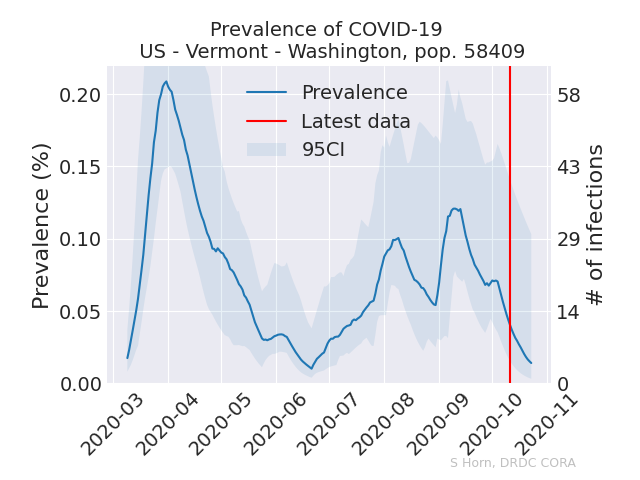 Prevalence of COVID-19
US - Vermont - Washington, pop. 58409
Prevalence (%)
0.20
0.15
0.10
0.05
0.00
Prevalence
Latest data
95CI
58
43
29
14
0
# of infections
2020-03
2020-04
2020-05
2020-06
2020-07
2020-08
2020-09
2020-10
2020-11
S Horn, DRDC CORA